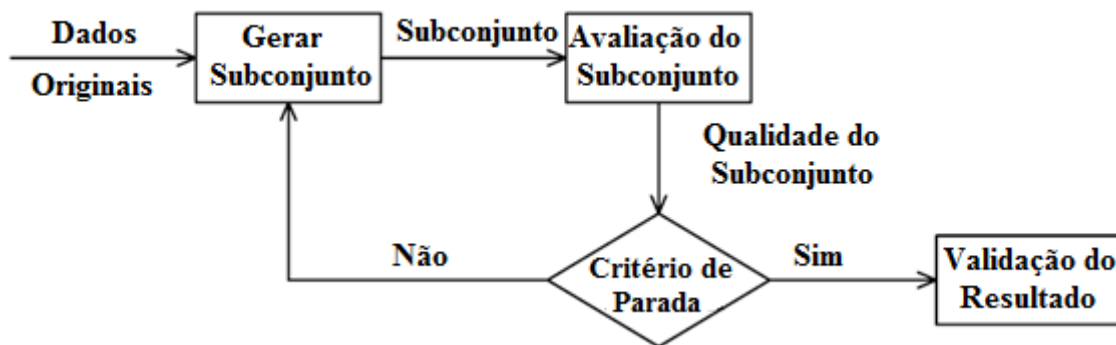 Dados
Originais
Gerar
Subconjunto
Subconjunto
Avaliação do
Subconjunto
Qualidade do
Subconjunto
Critério de
Parada
Não
Sim
Validação do
Resultado